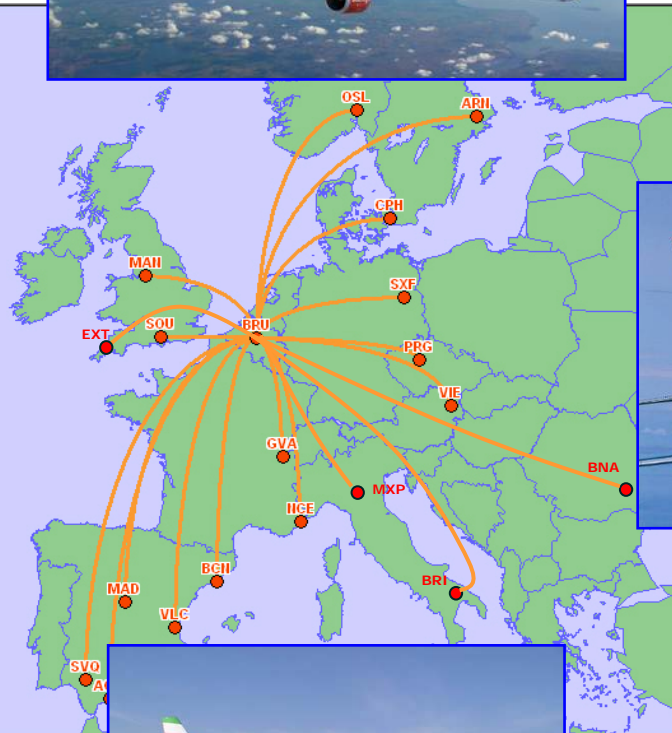 OSL
ARN
CPH
MAN
SXF
EXT
SOU
BRU
PRG
VIE
GVA
BNA
MXP
NCE
BCN
BRI
MAD
VLC
SVQ